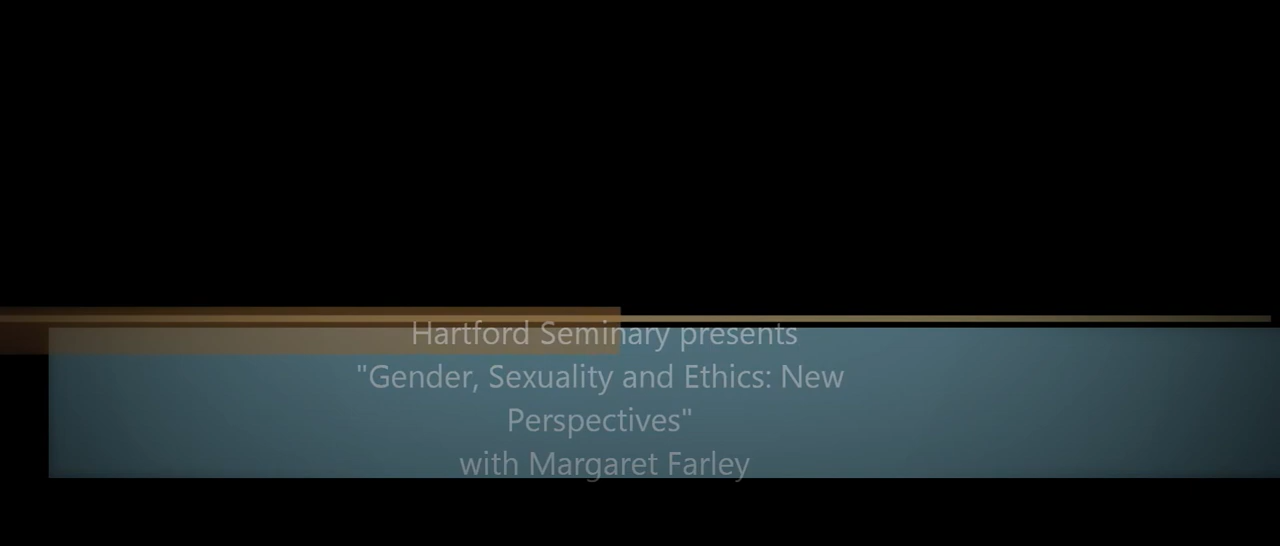 Hartford Seminary presents
"Gender, Sexuality and Ethics: New
Perspectives"
with Margaret Farley